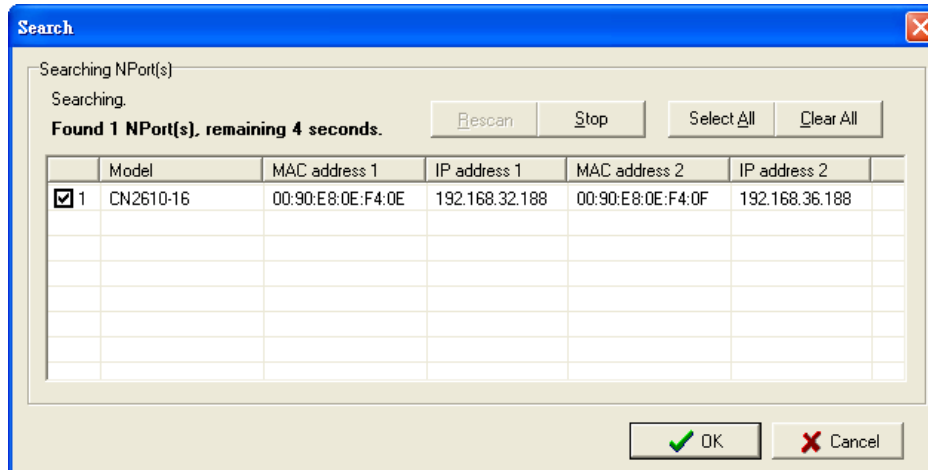 Search
Searching NPort(s)
Searching.
Found 1 NPort(s), remaining 4 seconds.
Rescan
Stop
Select All
Clear All
Model MAC address 1 IP address 1 MAC address 2 IP address 2
1 CN2610-16 00:90:E8:0E:F4:0E 192.168.32.188 00:90:E8:0E:F4:0F 192.168.36.188
OK
Cancel